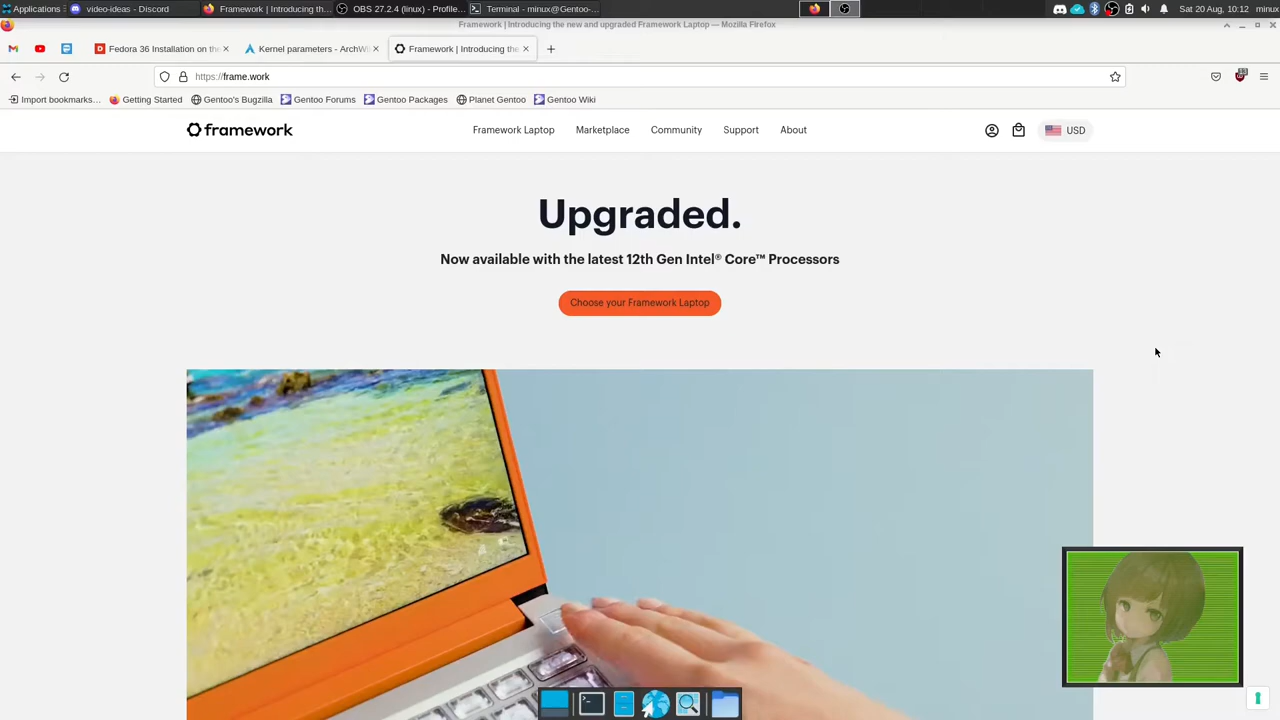 Applications
video-ideas - Discord
Framework | Introducing th...
OBS 27.2.4 (linux) - Profile...
Terminal - minux@Gentoo-...
Sat 20 Aug, 10:12
minux
Framework | Introducing the new and upgraded Framework Laptop — Mozilla Firefox
Fedora 36 Installation on the
Kernel parameters - ArchWi
Framework | Introducing the
https://frame.work
Import bookmarks...
Getting Started
Gentoo's Bugzilla
Gentoo Forums
Gentoo Packages
Planet Gentoo
Gentoo Wiki
framework
Framework Laptop
Marketplace
Community
Support
About
USD
Upgraded.
Now available with the latest 12th Gen Intel® Core™ Processors
Choose your Framework Laptop